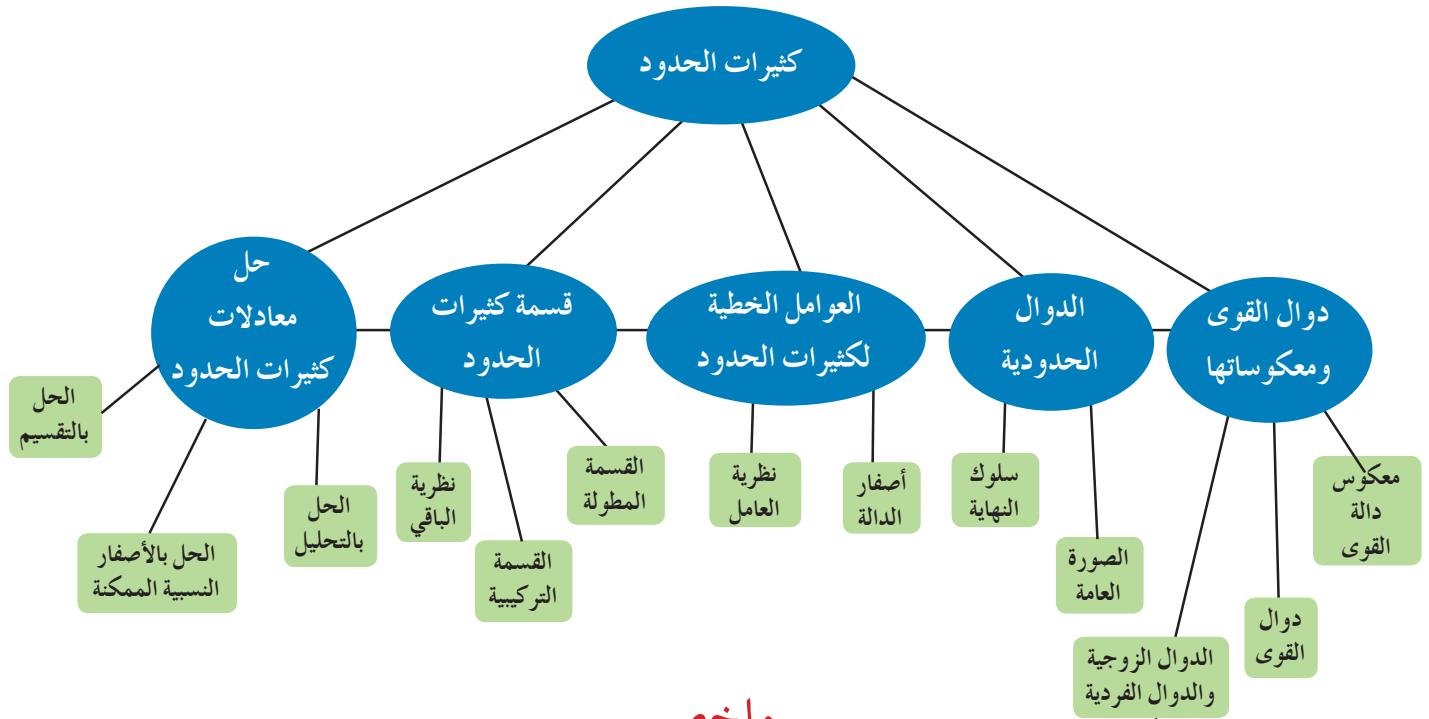 كثيرات الحدود
دوال القوى
ومعكوساتها
الدوال
الحدودية
العوامل الخطية
لكثيرات الحدود
قسمة كثيرات
الحدود
حل
معادلات
كثيرات الحدود
معكوس
دالة
القوى
دوال
القوى
الدوال الزوجية
والدوال الفردية
الصورة
العامة
سلوك
النهاية
أصفار
الدالة
نظرية
العامل
القسمة
المطولة
القسمة
التركيبية
نظرية
الباقي
الحل
بالتحليل
الحل بالأصفار
النسبية الممكنة
الحل
بالتقسيم